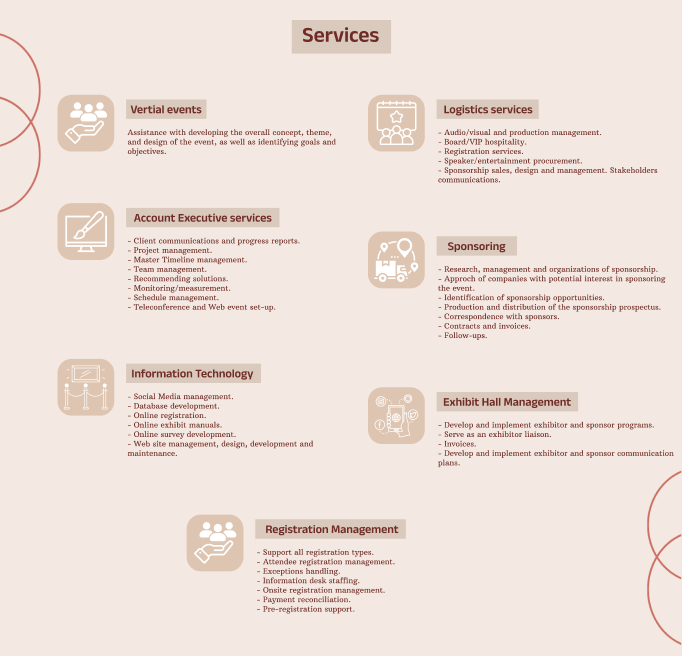 Services
Vertial events
Assistance with developing the overall concept, theme,
and design of the event, as well as identifying goals and
objectives.
Account Executive services
- Client communications and progress reports.
- Project management.
- Master Timeline management.
- Team management.
- Recommending solutions.
- Monitoring/measurement.
- Schedule management.
- Teleconference and Web event set-up.
Information Technology
- Social Media management.
- Database development.
- Online registration.
- Online exhibit manuals.
- Online survey development.
- Web site management, design, development and
maintenance.
Logistics services
- Audio/visual and production management.
- Board/VIP hospitality.
- Registration services.
- Speaker/entertainment procurement.
- Sponsorship sales, design and management. Stakeholders
communications.
Sponsoring
- Research, management and organizations of sponsorship.
- Approch of companies with potential interest in sponsoring
the event.
- Identification of sponsorship opportunities.
- Production and distribution of the sponsorship prospectus.
- Correspondence with sponsors.
- Contracts and invoices.
- Follow-ups.
Exhibit Hall Management
- Develop and implement exhibitor and sponsor programs.
- Serve as an exhibitor liaison.
- Invoices.
- Develop and implement exhibitor and sponsor communication
plans.
Registration Management
- Support all registration types.
- Attendee registration management.
- Exceptions handling.
- Information desk staffing.
- Onsite registration management.
- Payment reconciliation.
- Pre-registration support.